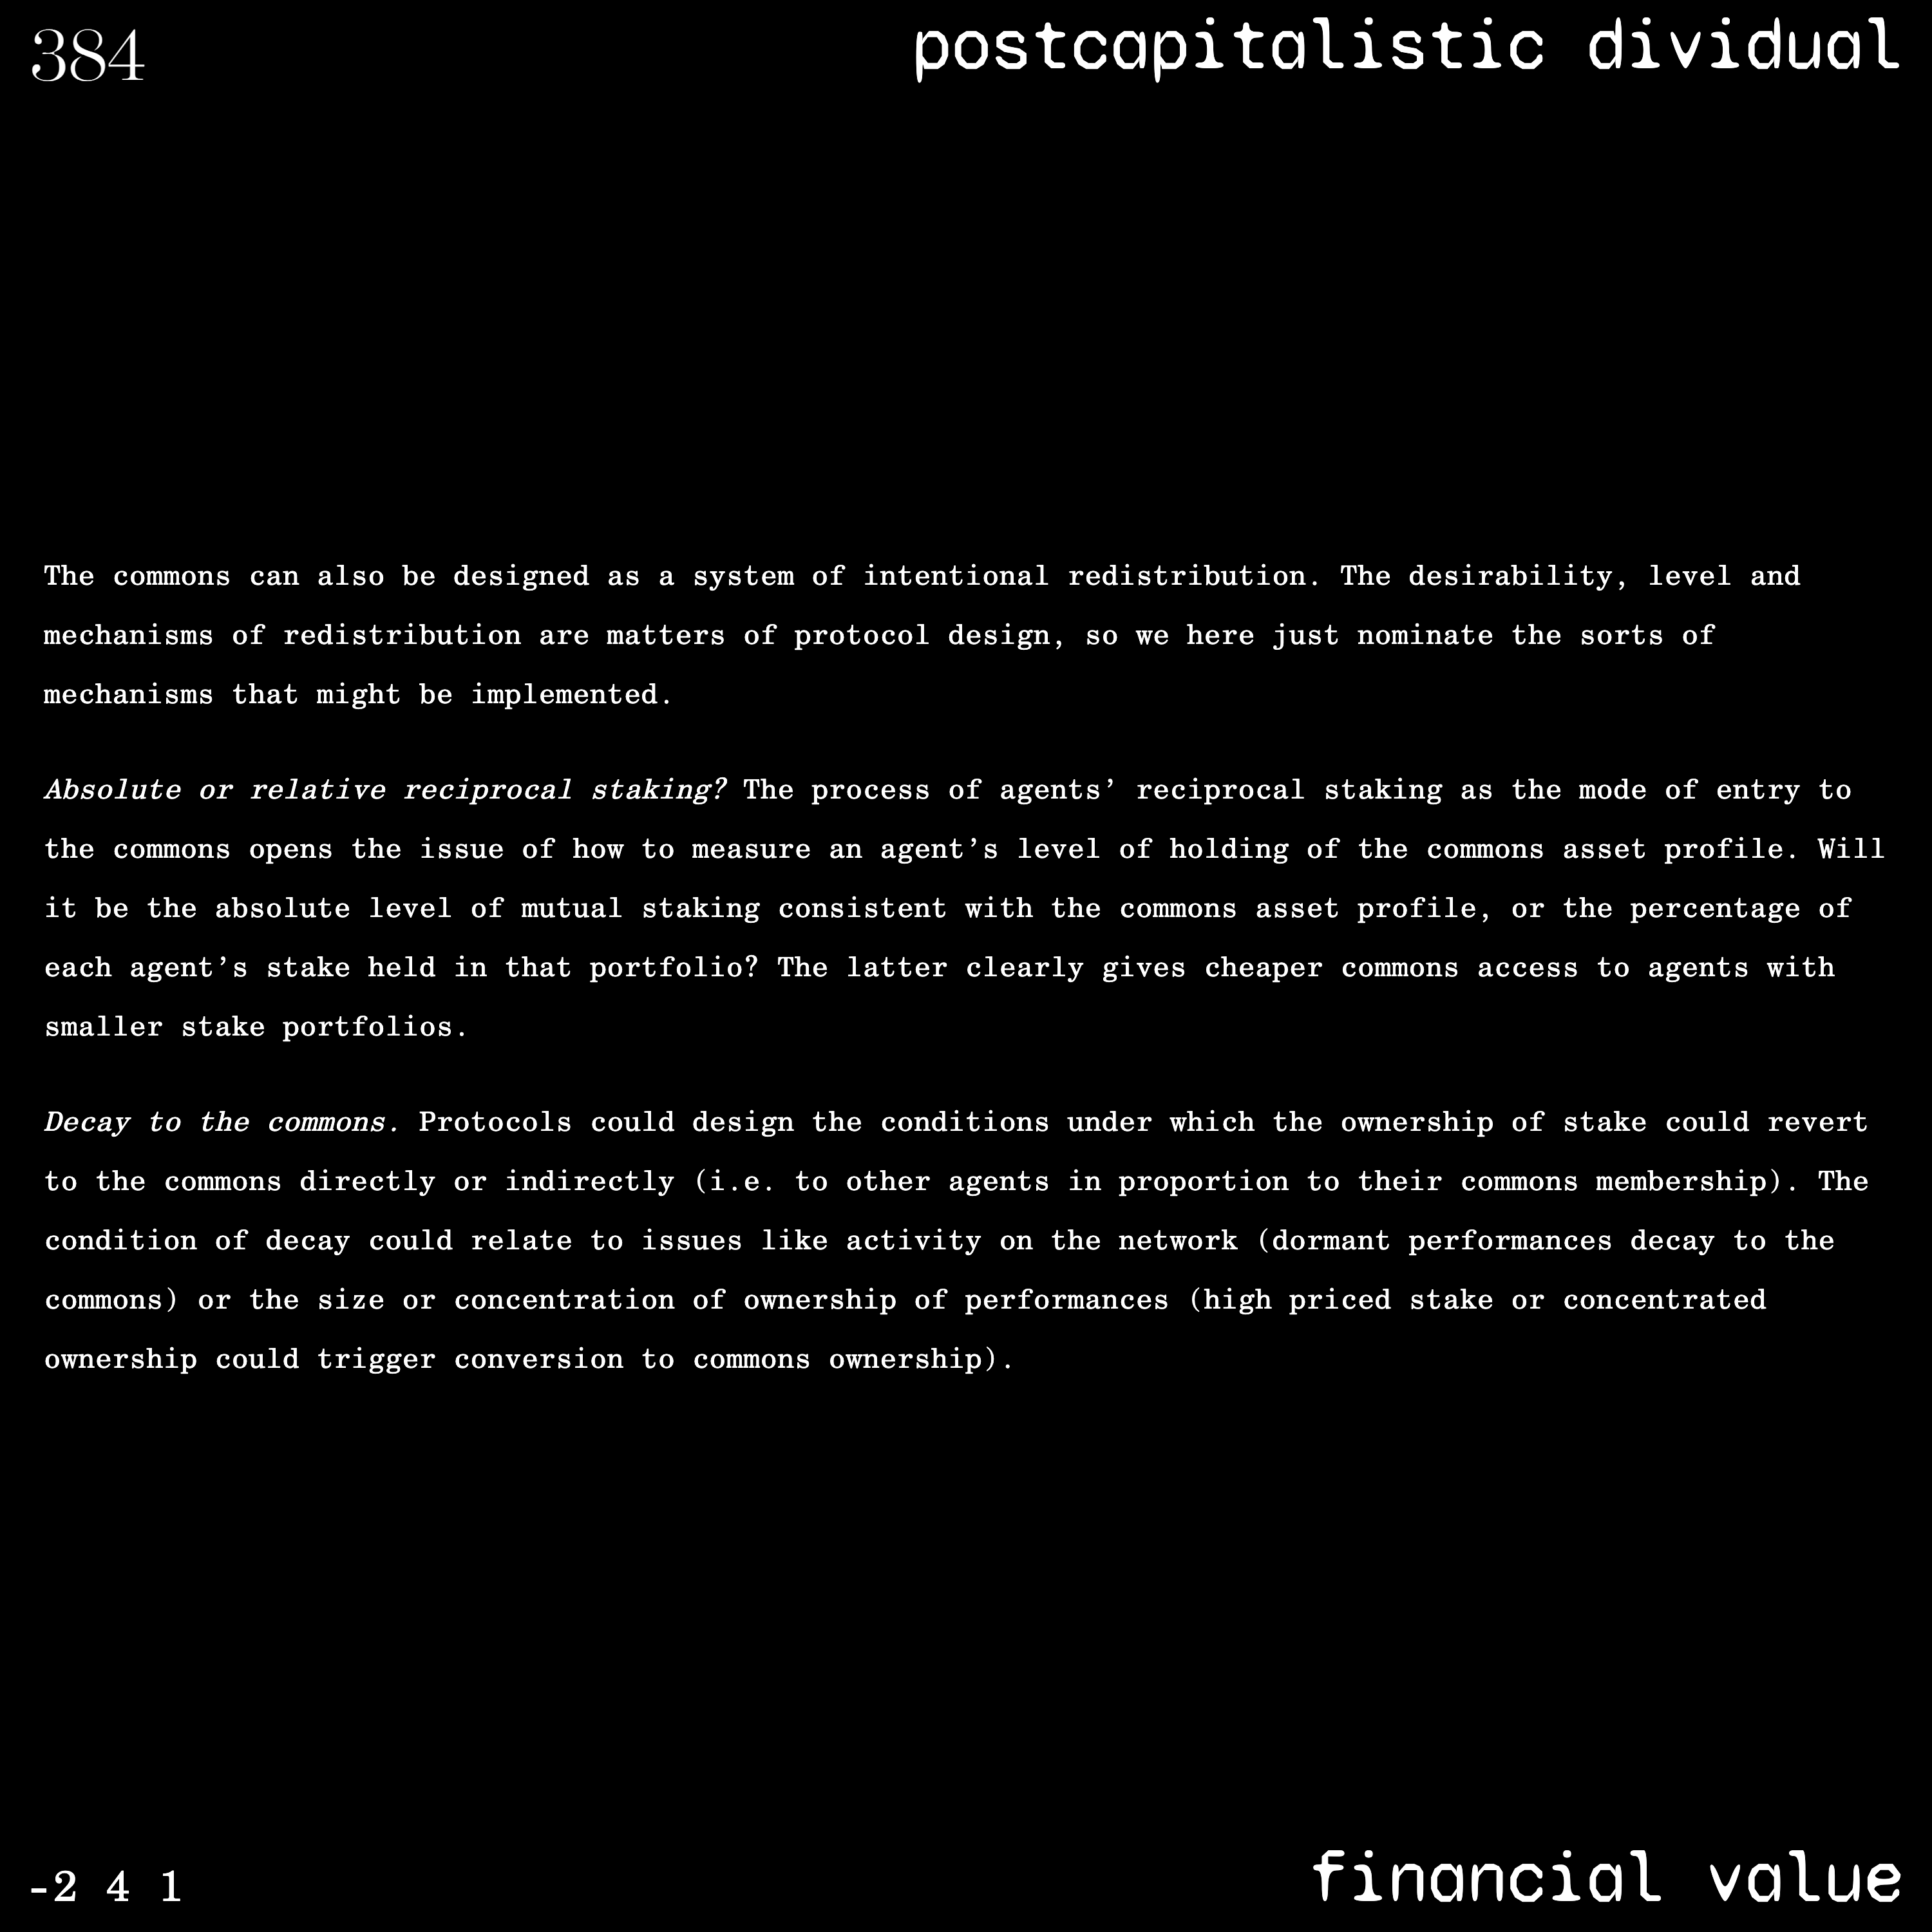 384
postcapitalistic dividual
The commons can also be designed as a system of intentional redistribution. The desirability, level and
mechanisms of redistribution are matters of protocol design, so we here just nominate the sorts of
mechanisms that might be implemented.
Absolute or relative reciprocal staking? The process of agents’ reciprocal staking as the mode of entry to
the commons opens the issue of how to measure an agent’s level of holding of the commons asset profile. Will
it be the absolute level of mutual staking consistent with the commons asset profile, or the percentage of
each agent’s stake held in that portfolio? The latter clearly gives cheaper commons access to agents with
smaller stake portfolios.
Decay to the commons. Protocols could design the conditions under which the ownership of stake could revert
to the commons directly or indirectly (i.e. to other agents in proportion to their commons membership). The
condition of decay could relate to issues like activity on the network (dormant performances decay to the
commons) or the size or concentration of ownership of performances (high priced stake or concentrated
ownership could trigger conversion to commons ownership).
-2 4 1
financial value